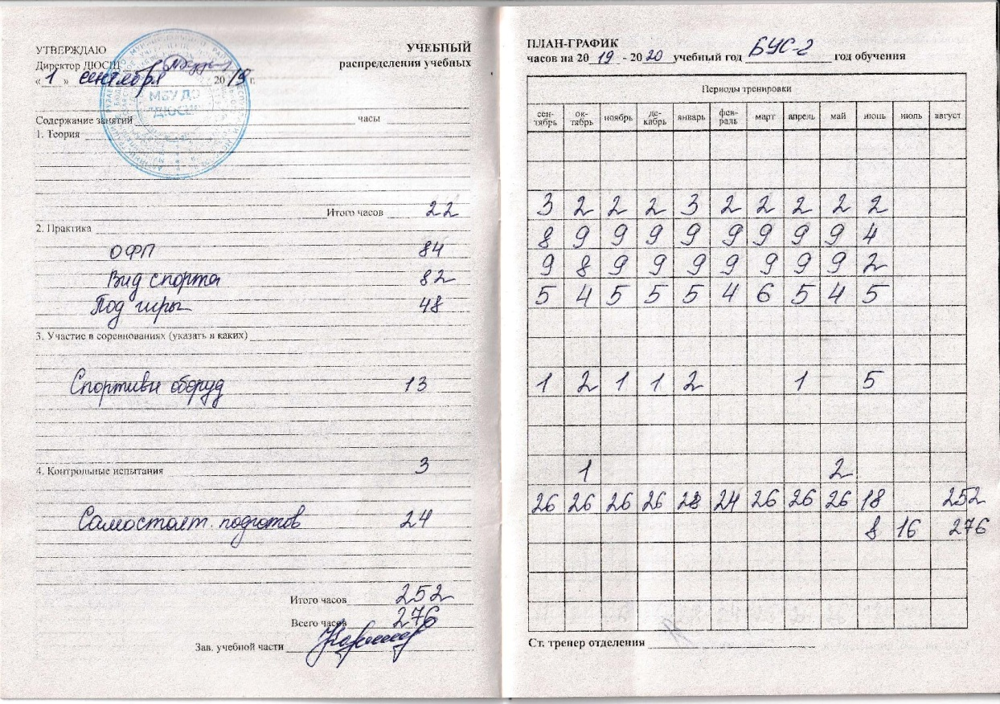 УТВЕРЖДАЮ
Директор ДЮСШ
« 1 » сентября 2019 г.
МБУ ДО
ДЮСШ
УЧЕБНЫЙ
распределения учебных
Содержание занятий часы
1. Теория
Итого часов 22
2. Практика
ОФП 84
Вид спорта 82
Под игры 48
3. Участие в соревнованиях (указать в каких)
Спортивн оборуд 13
4. Контрольные испытания 3
Самостоят. подготов 24
Итого часов 252
Всего часов 276
Зав. учебной части
ПЛАН-ГРАФИК
часов на 2019 - 2020 учебный год БУС-2 год обучения
Периоды тренировки
сен-тябрь ок-тябрь ноябрь де-кабрь январь фев-раль март апрель май июнь июль август
3 2 2 2 3 2 2 2 2 2
8 9 9 9 9 9 9 9 9 4
9 8 9 9 9 9 9 9 9 2
5 4 5 5 5 4 6 5 4 5
1 2 1 1 2 1 5
1 2
26 26 26 26 28 24 26 26 26 18 252
8 16 276
Ст. тренер отделения